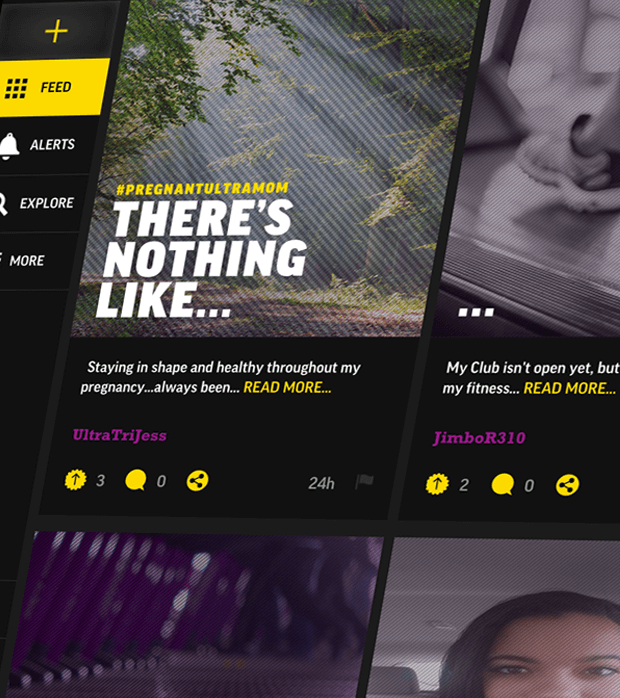 FEED
ALERTS
EXPLORE
MORE
#PREGNANTULTRAMOM
THERE'S
NOTHING
LIKE...
Staying in shape and healthy throughout my
pregnancy...always been... READ MORE...
UltraTriJess
3
0
24h
...
My Club isn't open yet, but
my fitness... READ MORE...
JimboR310
2
0